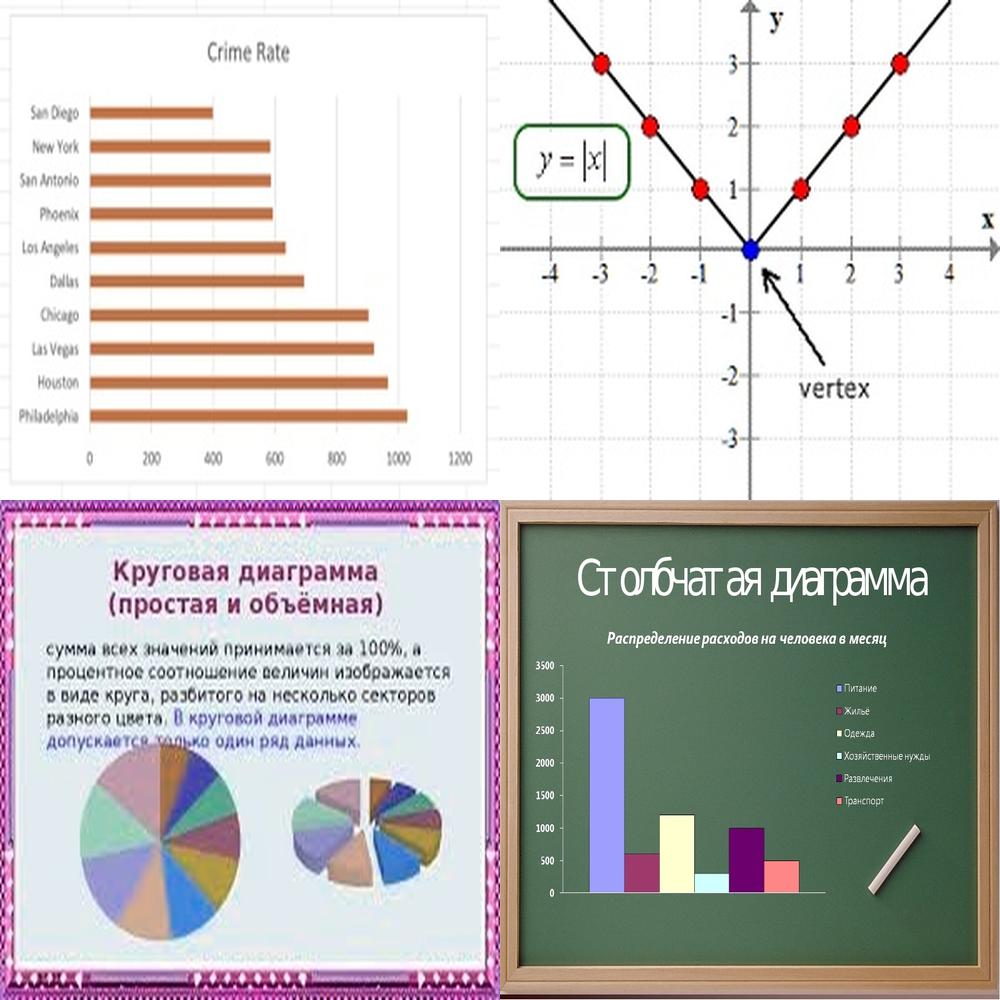 Crime Rate
San Diego
New York
San Antonio
Phoenix
Los Angeles
Dallas
Chicago
Las Vegas
Houston
Philadelphia
0 200 400 600 800 1000 1200
y
3
2
y = |x|
1
x
-4 -3 -2 -1 1 2 3 4
-1
-2
vertex
-3
Круговая диаграмма
(простая и объёмная)
сумма всех значений принимается за 100%, а
процентное соотношение величин изображается
в виде круга, разбитого на несколько секторов
разного цвета. В круговой диаграмме
допускается только один ряд данных.
Столбчатая диаграмма
Распределение расходов на человека в месяц
3500
3000
2500
2000
1500
1000
500
0
Питание
Жилье
Одежда
Хозяйственные нужды
Развлечения
Транспорт